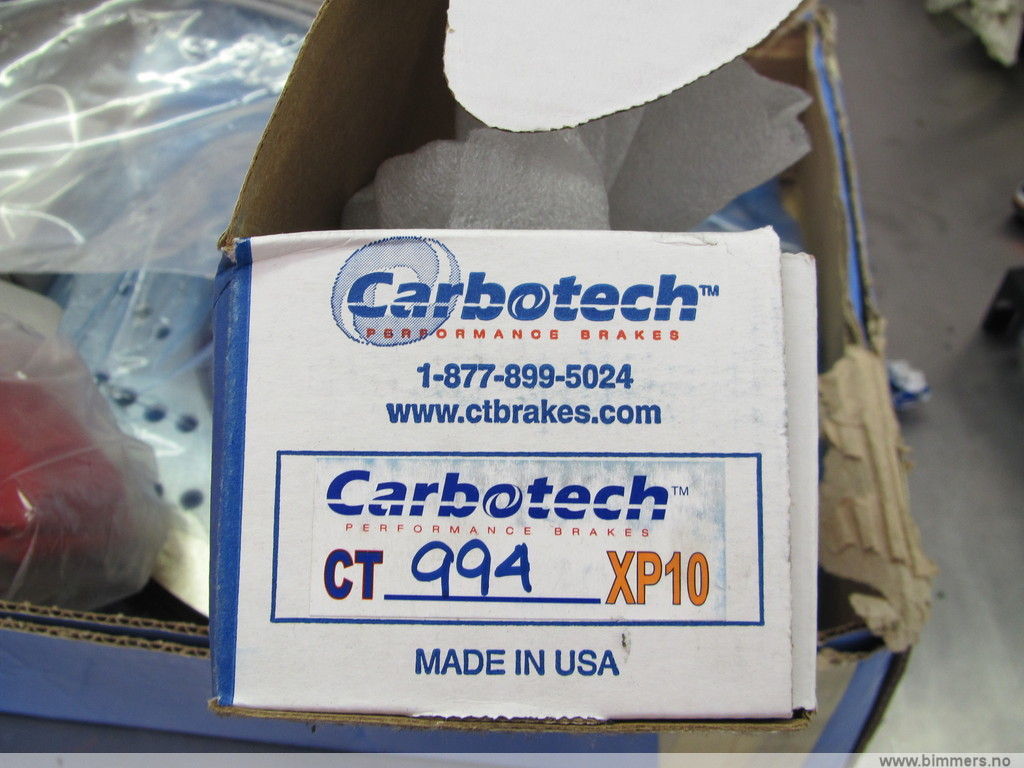 Carbotech™
PERFORMANCE BRAKES
1-877-899-5024
www.ctbrakes.com
Carbotech™
PERFORMANCE BRAKES
CT 994 XP10
MADE IN USA
www.bimmers.no